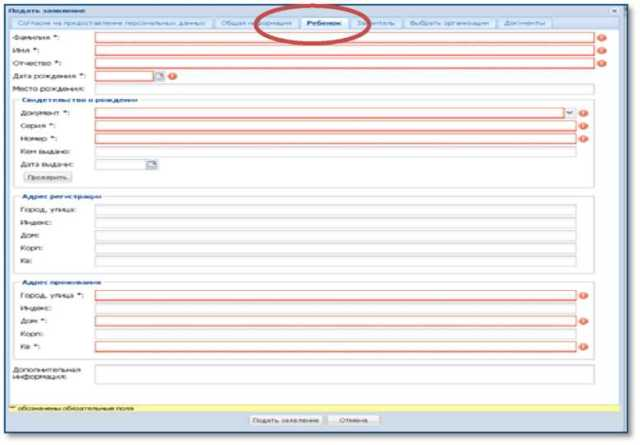 Подать заявление
Согласие на предоставление персональных данных Общая информация Ребенок Заявитель Выбрать организации Документы
Фамилия *:
Имя *:
Отчество *:
Дата рождения *:
Место рождения:
Свидетельство о рождении
Документ *:
Серия *:
Номер *:
Кем выдано:
Дата выдачи:
Проверить
Адрес регистрации
Город, улица:
Индекс:
Дом:
Корп:
Кв:
Адрес проживания
Город, улица *:
Индекс:
Дом *:
Корп:
Кв *:
Дополнительная
информация:
* обозначены обязательные поля
Подать заявление Отмена